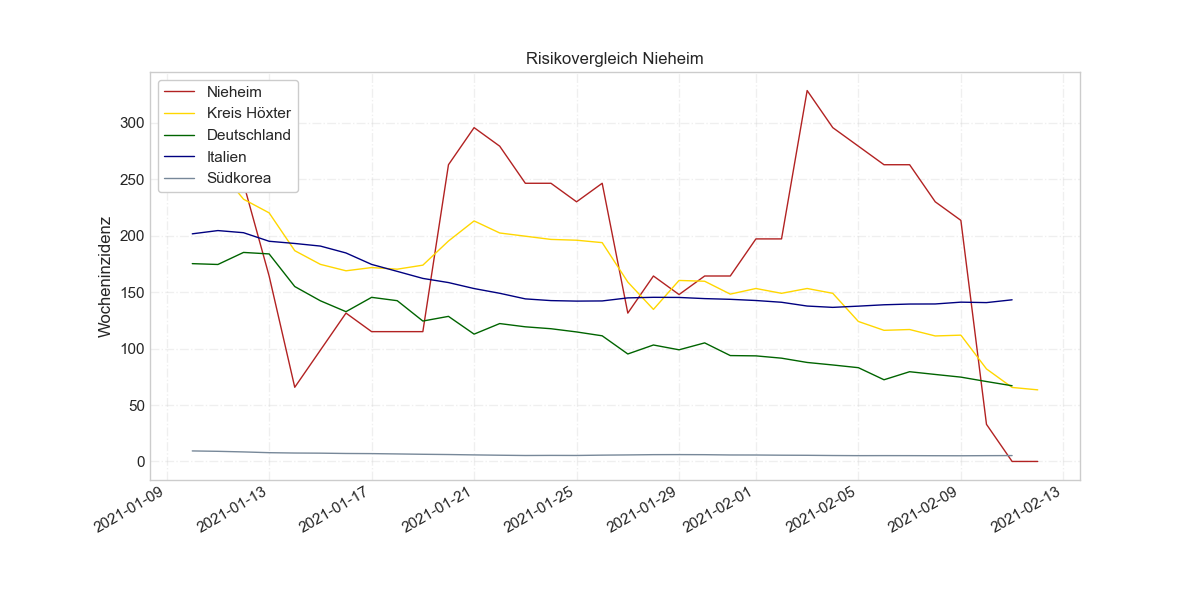 Risikovergleich Nieheim
Nieheim
Kreis Höxter
Deutschland
Italien
Südkorea
Wocheninzidenz
300
250
200
150
100
50
0
2021-01-09
2021-01-13
2021-01-17
2021-01-21
2021-01-25
2021-01-29
2021-02-01
2021-02-05
2021-02-09
2021-02-13